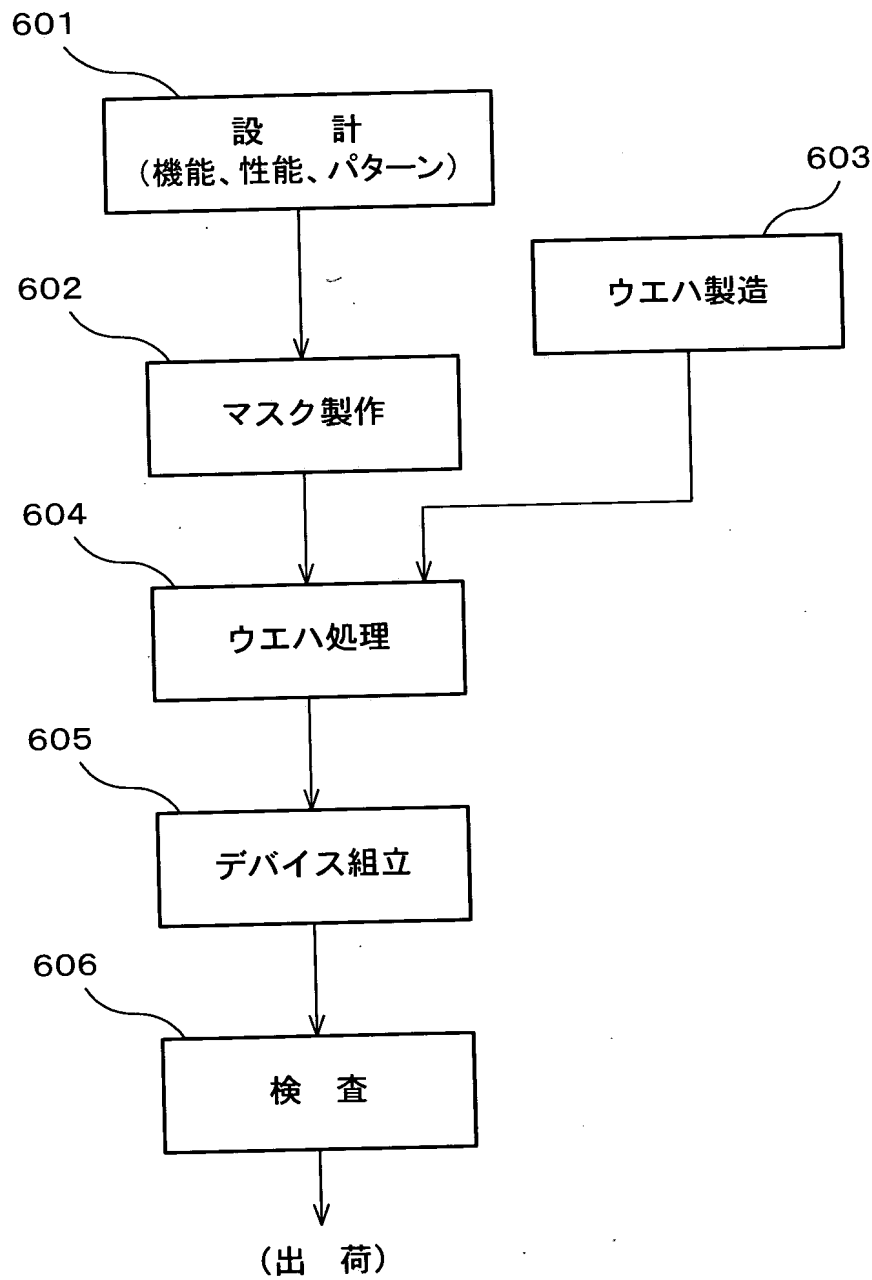 601
設 計
(機能、性能、パターン)
603
ウエハ製造
602
マスク製作
604
ウエハ処理
605
デバイス組立
606
検 査
(出 荷)